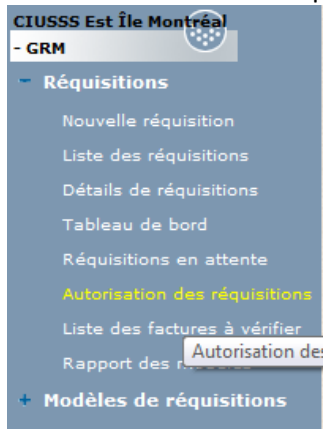 CIUSSS Est Île Montréal
- GRM
- Réquisitions
Nouvelle réquisition
Liste des réquisitions
Détails de réquisitions
Tableau de bord
Réquisitions en attente
Autorisation des réquisitions
Liste des factures à vérifier
Autorisation des
Rapport des
+ Modèles de réquisitions